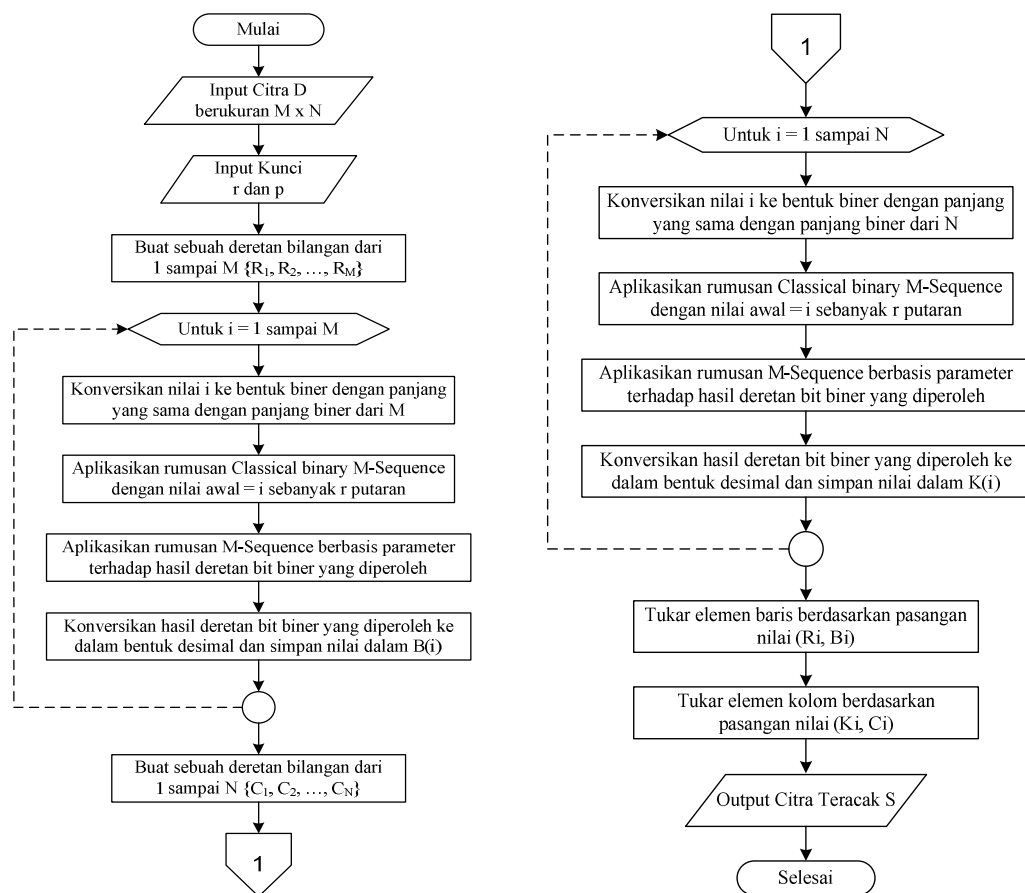 Mulai
Input Citra D
berukuran M x N
Input Kunci
r dan p
Buat sebuah deretan bilangan dari
1 sampai M {R₁, R₂, …, R_M}
Untuk i = 1 sampai M
Konversikan nilai i ke bentuk biner dengan panjang
yang sama dengan panjang biner dari M
Aplikasikan rumusan Classical binary M-Sequence
dengan nilai awal = i sebanyak r putaran
Aplikasikan rumusan M-Sequence berbasis parameter
terhadap hasil deretan bit biner yang diperoleh
Konversikan hasil deretan bit biner yang diperoleh ke
dalam bentuk desimal dan simpan nilai dalam B(i)
Buat sebuah deretan bilangan dari
1 sampai N {C₁, C₂, …, C_N}
1
1
Untuk i = 1 sampai N
Konversikan nilai i ke bentuk biner dengan panjang
yang sama dengan panjang biner dari N
Aplikasikan rumusan Classical binary M-Sequence
dengan nilai awal = i sebanyak r putaran
Aplikasikan rumusan M-Sequence berbasis parameter
terhadap hasil deretan bit biner yang diperoleh
Konversikan hasil deretan bit biner yang diperoleh ke
dalam bentuk desimal dan simpan nilai dalam K(i)
Tukar elemen baris berdasarkan pasangan
nilai (Ri, Bi)
Tukar elemen kolom berdasarkan
pasangan nilai (Ki, Ci)
Output Citra Teracak S
Selesai